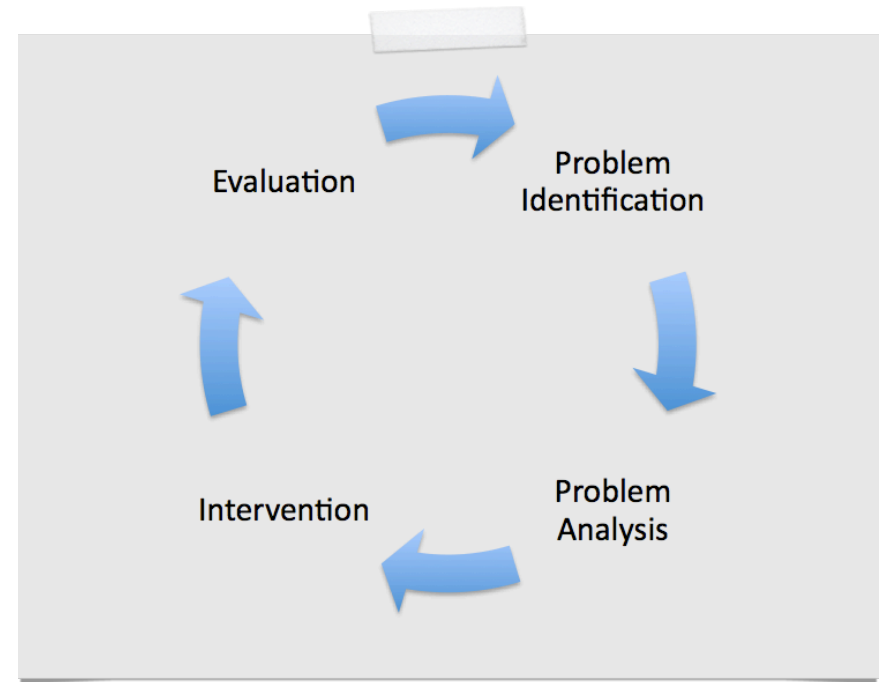 Evaluation
Problem
Identification
Problem
Analysis
Intervention